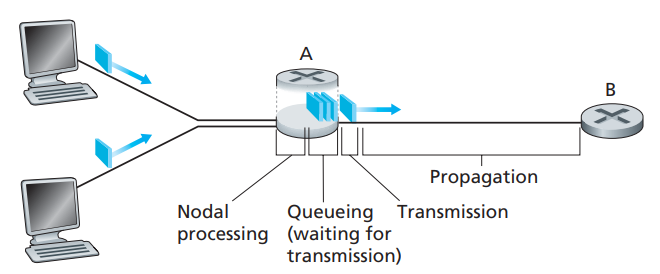 A
B
Propagation
Nodal
processing
Queueing
(waiting for
transmission)
Transmission